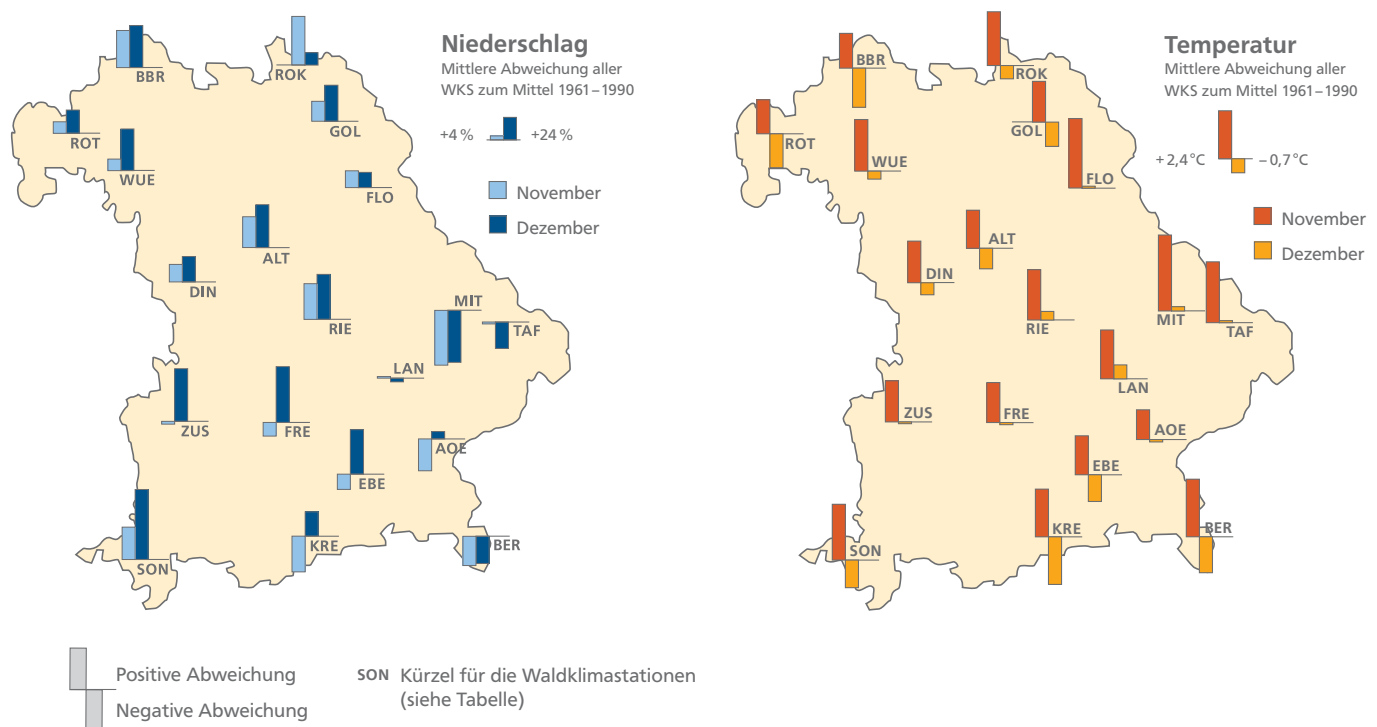 Niederschlag
Mittlere Abweichung aller
WKS zum Mittel 1961–1990
+4 % +24 %
November
Dezember
BBR
ROK
GOL
ROT
WUE
FLO
ALT
DIN
RIE
MIT
TAF
LAN
ZUS
FRE
AOE
EBE
KRE
BER
SON
Temperatur
Mittlere Abweichung aller
WKS zum Mittel 1961–1990
+2,4°C –0,7°C
November
Dezember
BBR
ROK
GOL
ROT
WUE
FLO
ALT
DIN
RIE
MIT
TAF
LAN
ZUS
FRE
AOE
EBE
KRE
BER
SON
Positive Abweichung
Negative Abweichung
SON Kürzel für die Waldklimastationen
(siehe Tabelle)